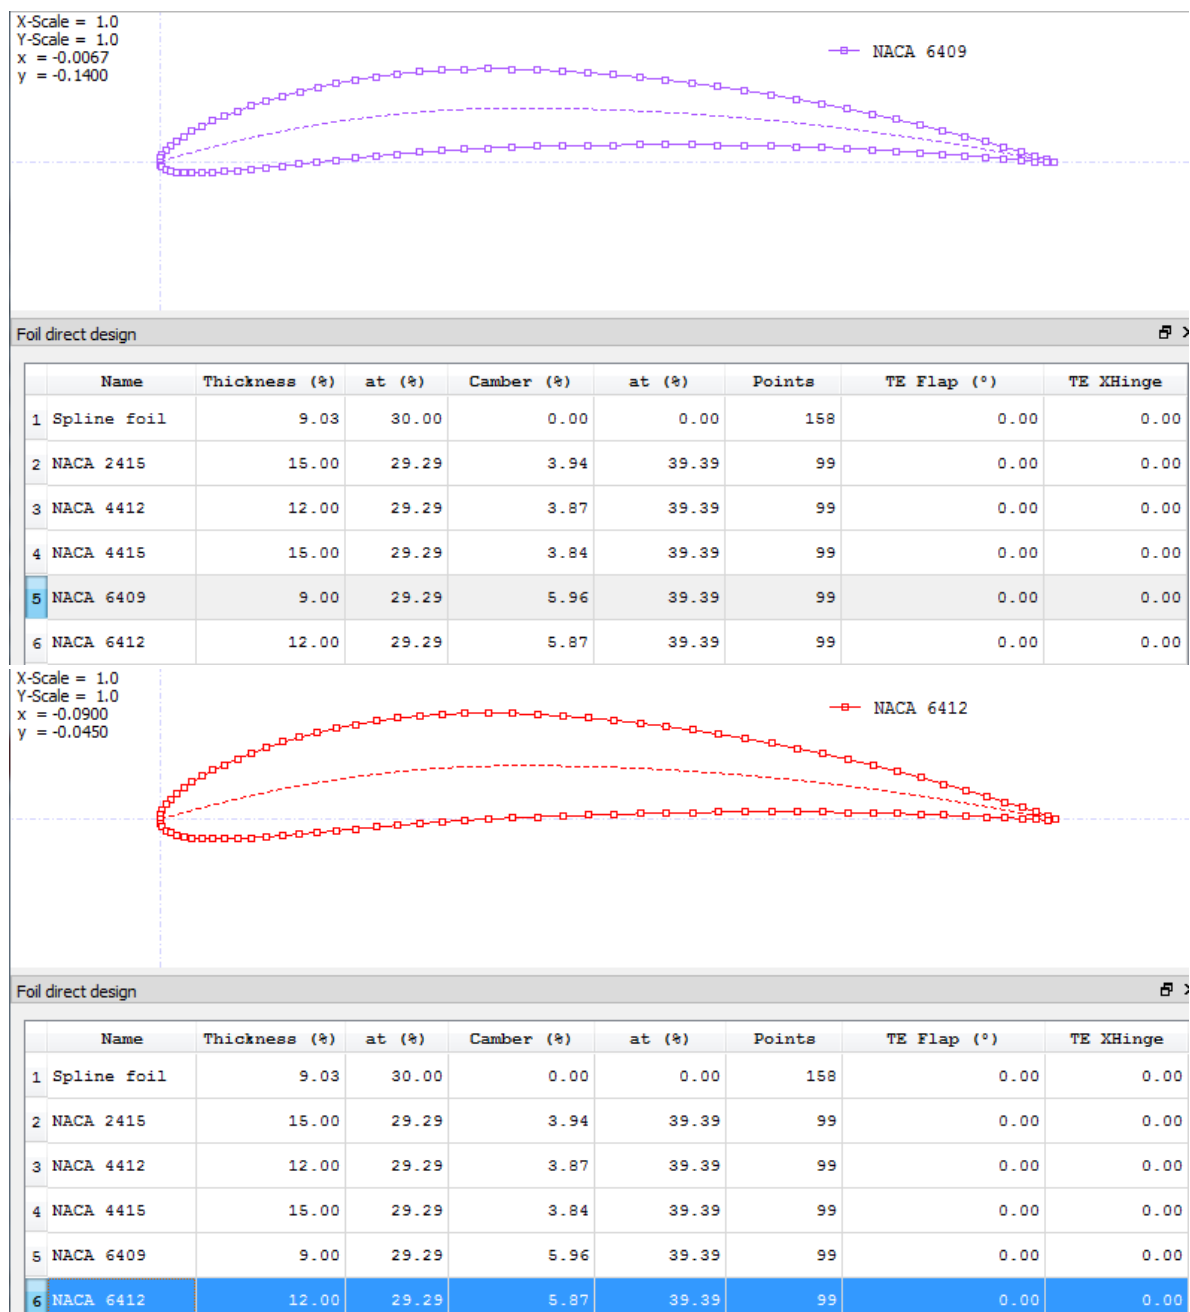 X-Scale = 1.0
Y-Scale = 1.0
x = -0.0067
y = -0.1400
NACA 6409
Foil direct design
Name Thickness (%) at (%) Camber (%) at (%) Points TE Flap (°) TE XHinge
1 Spline foil 9.03 30.00 0.00 0.00 158 0.00 0.00
2 NACA 2415 15.00 29.29 3.94 39.39 99 0.00 0.00
3 NACA 4412 12.00 29.29 3.87 39.39 99 0.00 0.00
4 NACA 4415 15.00 29.29 3.84 39.39 99 0.00 0.00
5 NACA 6409 9.00 29.29 5.96 39.39 99 0.00 0.00
6 NACA 6412 12.00 29.29 5.87 39.39 99 0.00 0.00
X-Scale = 1.0
Y-Scale = 1.0
x = -0.0900
y = -0.0450
NACA 6412
Foil direct design
Name Thickness (%) at (%) Camber (%) at (%) Points TE Flap (°) TE XHinge
1 Spline foil 9.03 30.00 0.00 0.00 158 0.00 0.00
2 NACA 2415 15.00 29.29 3.94 39.39 99 0.00 0.00
3 NACA 4412 12.00 29.29 3.87 39.39 99 0.00 0.00
4 NACA 4415 15.00 29.29 3.84 39.39 99 0.00 0.00
5 NACA 6409 9.00 29.29 5.96 39.39 99 0.00 0.00
6 NACA 6412 12.00 29.29 5.87 39.39 99 0.00 0.00